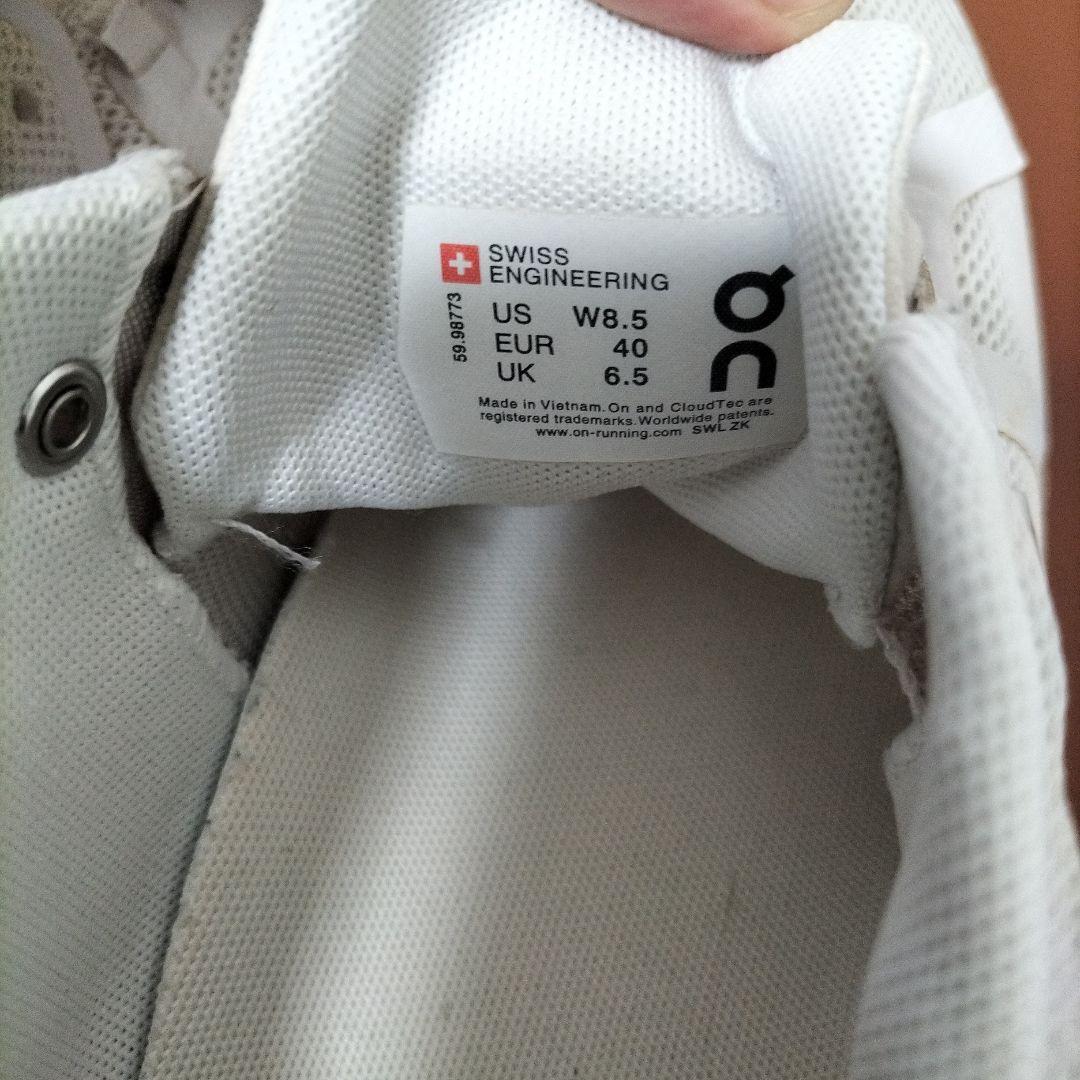 SWISS
ENGINEERING
59.98773
US W8.5
EUR 40
UK 6.5
Made in Vietnam. On and CloudTec are
registered trademarks. Worldwide patents.
www.on-running.com SWL ZK
On